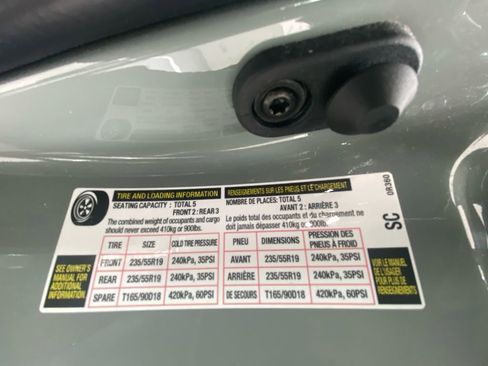 TIRE AND LOADING INFORMATION
SEATING CAPACITY : TOTAL 5
FRONT 2 : REAR 3
The combined weight of occupants and cargo
should never exceed 410kg or 900lbs.
TIRE SIZE COLD TIRE PRESSURE
FRONT 235/55R19 240kPa, 35PSI
REAR 235/55R19 240kPa, 35PSI
SPARE T165/90D18 420kPa, 60PSI
SEE OWNER'S
MANUAL FOR
ADDITIONAL
INFORMATION
RENSEIGNEMENTS SUR LES PNEUS ET LE CHARGEMENT
NOMBRE DE PLACES: TOTAL 5
AVANT 2 : ARRIÈRE 3
Le poids total des occupants et du chargement ne
doit jamais dépasser 410kg or 900lbs.
PNEU DIMENSIONS PRESSION DES
PNEUS À FROID
AVANT 235/55R19 240kPa, 35PSI
ARRIÈRE 235/55R19 240kPa, 35PSI
DE SECOURS T165/90D18 420kPa, 60PSI
VOIR LE MANUEL
DE L'USAGER
POUR PLUS DE
RENSEIGNEMENTS
SC
0R360